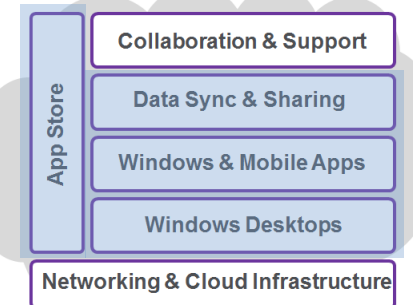 App Store
Collaboration & Support
Data Sync & Sharing
Windows & Mobile Apps
Windows Desktops
Networking & Cloud Infrastructure